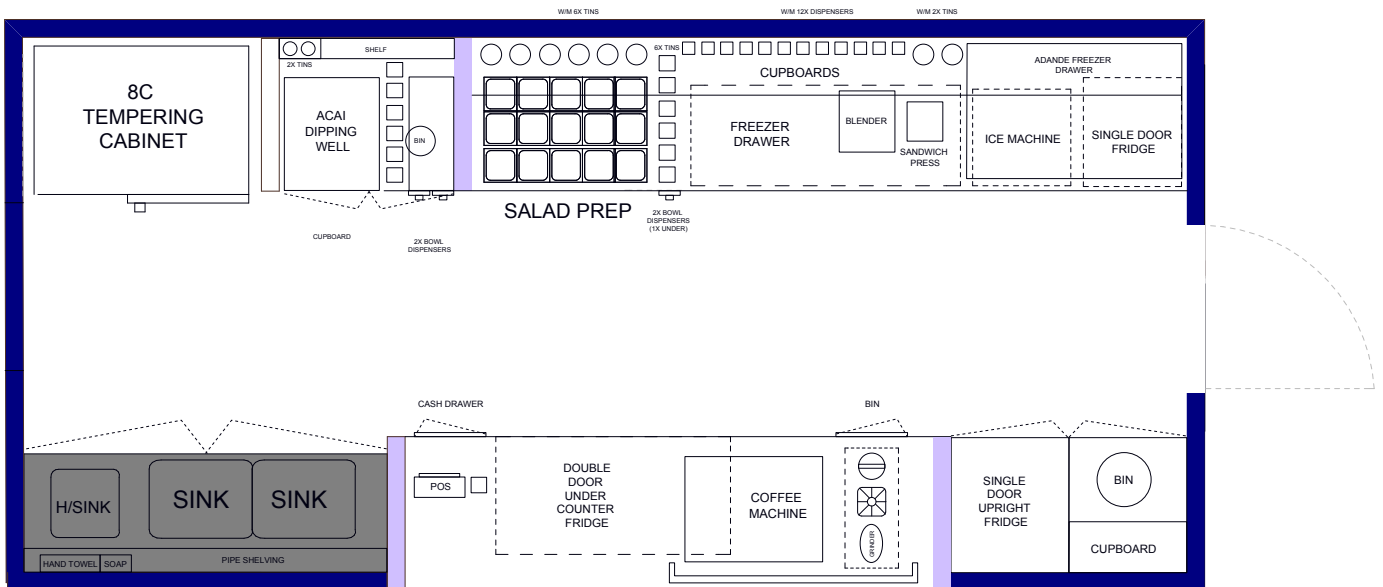 W/M 6X TINS
W/M 12X DISPENSERS
W/M 2X TINS
8C
TEMPERING
CABINET
SHELF
2X TINS
ACAI
DIPPING
WELL
BIN
6X TINS
CUPBOARDS
FREEZER
DRAWER
BLENDER
SANDWICH
PRESS
ADANDE FREEZER
DRAWER
ICE MACHINE
SINGLE DOOR
FRIDGE
SALAD PREP
2X BOWL
DISPENSERS
(1X UNDER)
CUPBOARD
2X BOWL
DISPENSERS
CASH DRAWER
BIN
H/SINK
SINK
SINK
HAND TOWEL
SOAP
PIPE SHELVING
POS
DOUBLE
DOOR
UNDER
COUNTER
FRIDGE
COFFEE
MACHINE
GRINDER
SINGLE
DOOR
UPRIGHT
FRIDGE
BIN
CUPBOARD